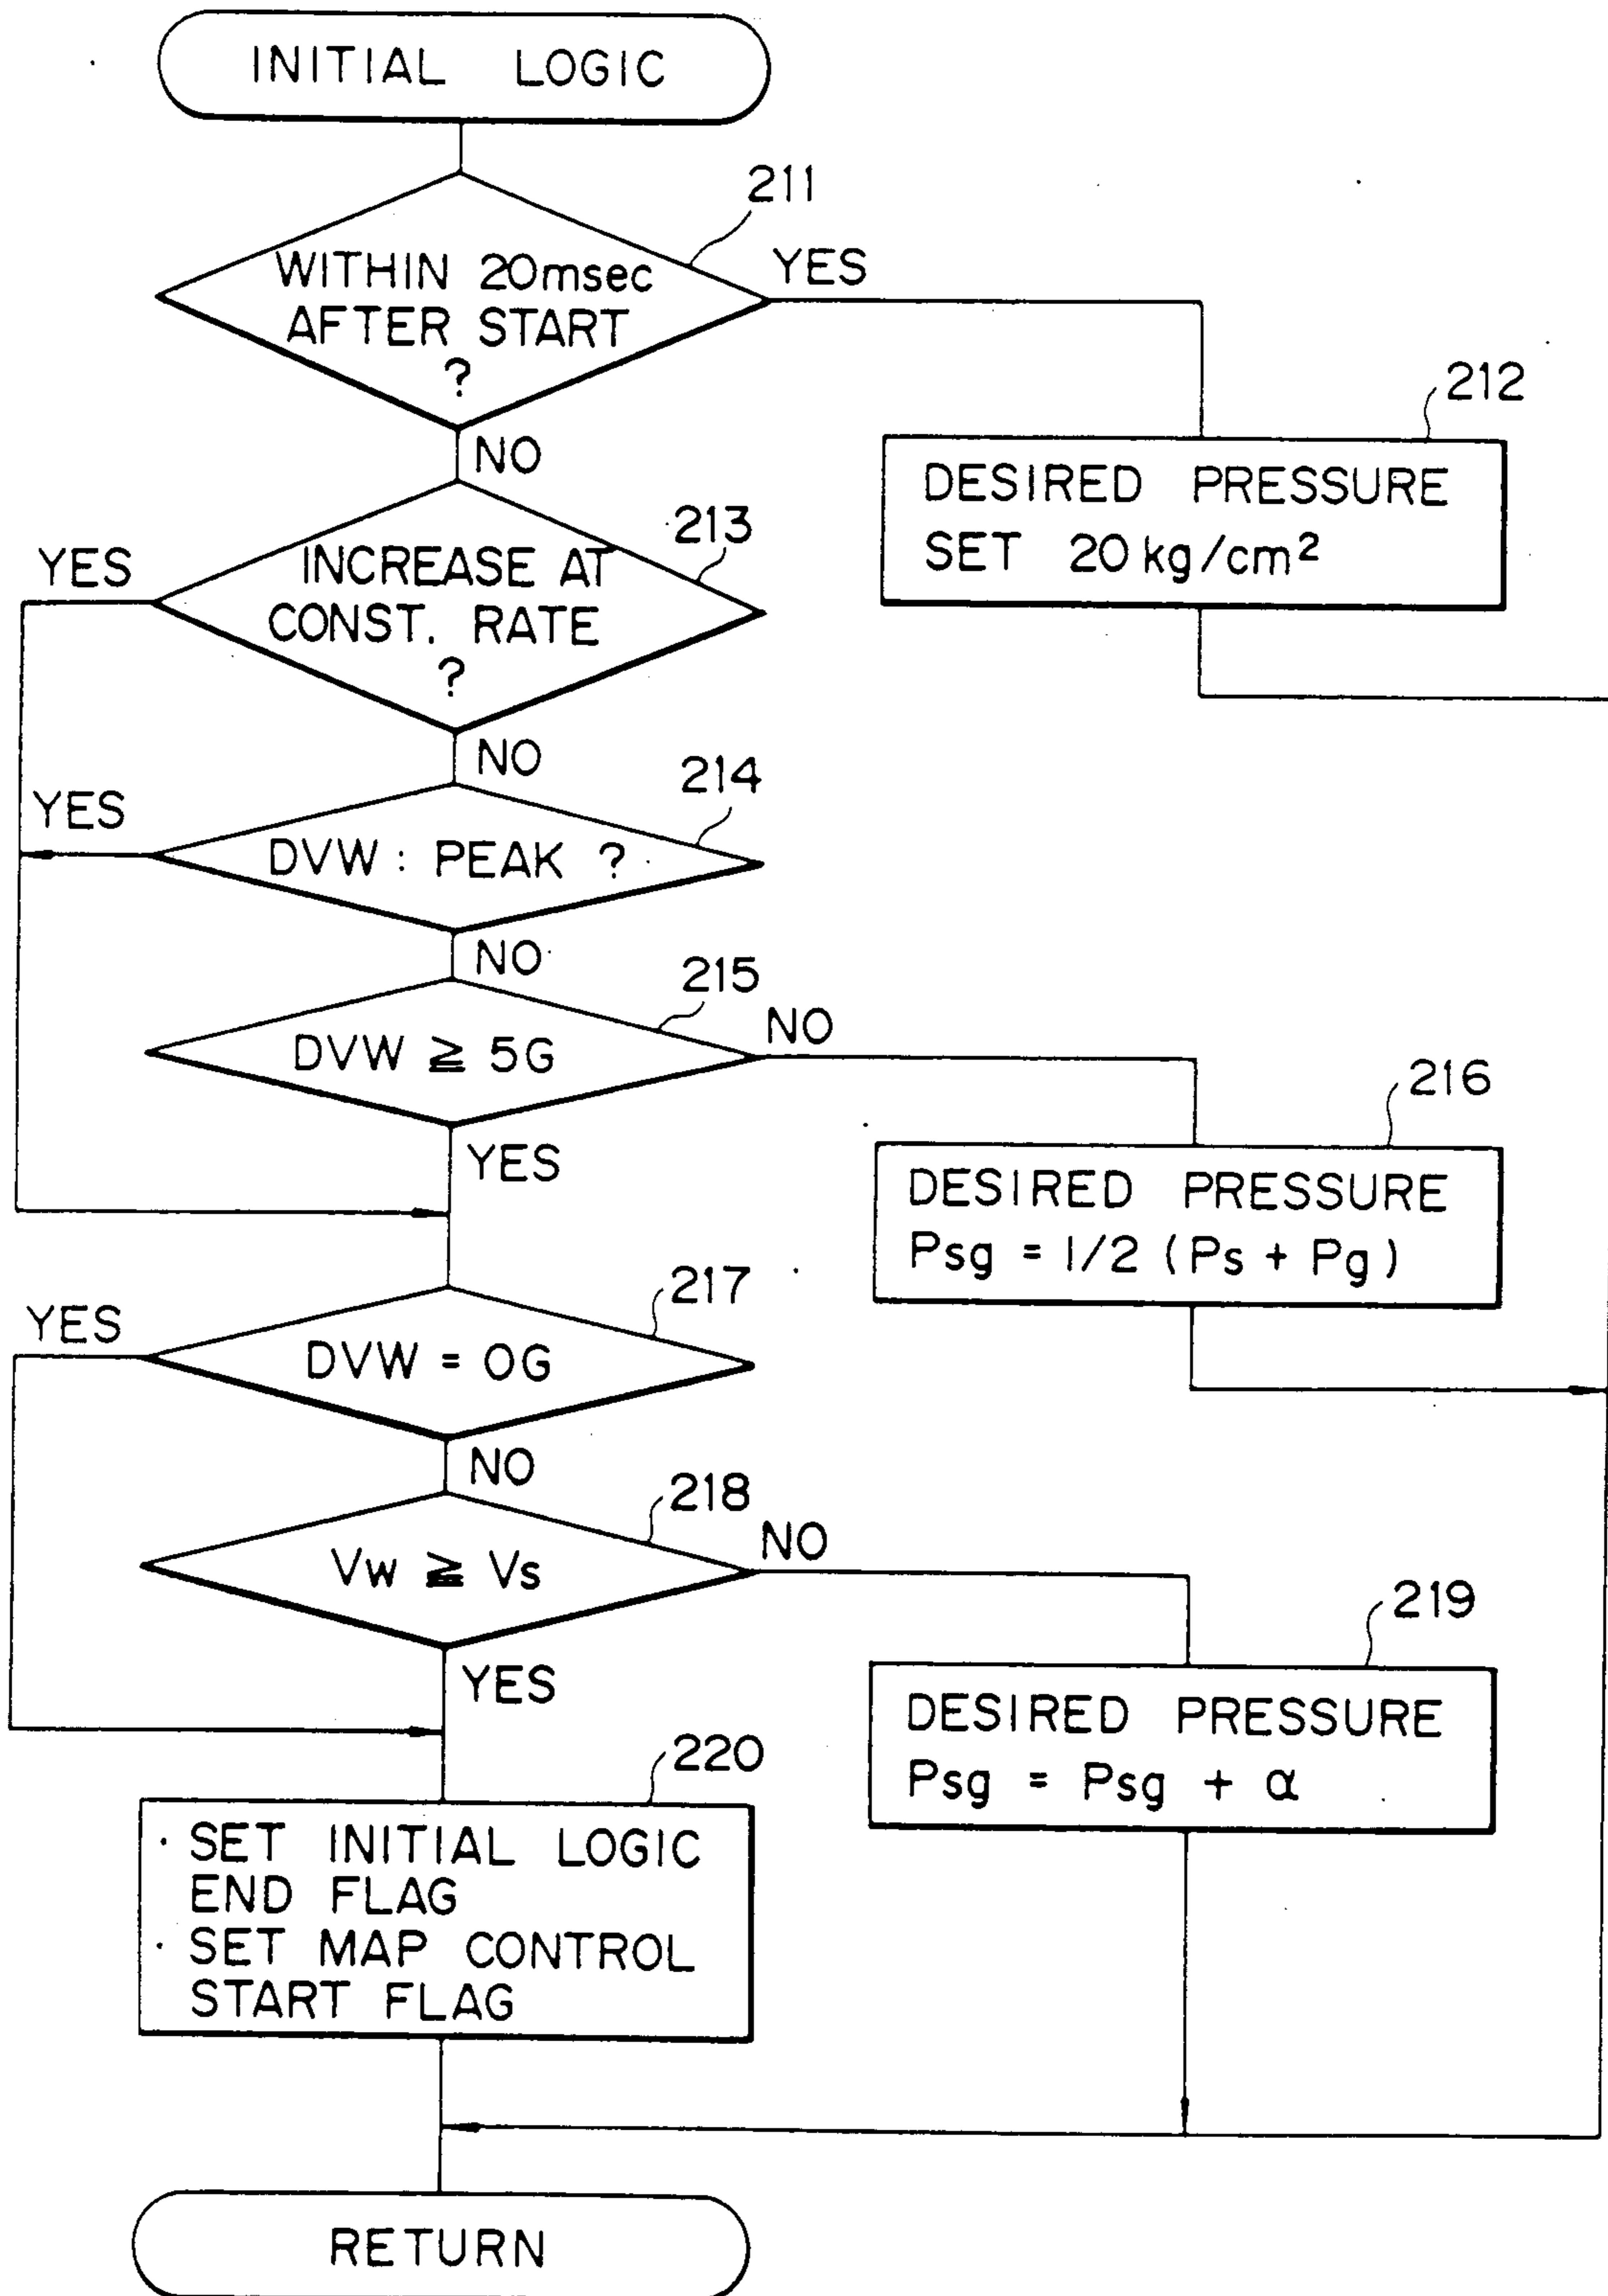 INITIAL LOGIC
211
WITHIN 20msec
AFTER START
?
YES
NO
212
DESIRED PRESSURE
SET 20kg/cm²
213
YES
INCREASE AT
CONST. RATE
?
NO
214
YES
DVW : PEAK ?
NO
215
DVW ≧ 5G
NO
YES
216
DESIRED PRESSURE
Psg = 1/2 (Ps + Pg)
217
YES
DVW = 0G
NO
218
Vw ≧ Vs
NO
YES
219
DESIRED PRESSURE
Psg = Psg + α
220
· SET INITIAL LOGIC
END FLAG
· SET MAP CONTROL
START FLAG
RETURN